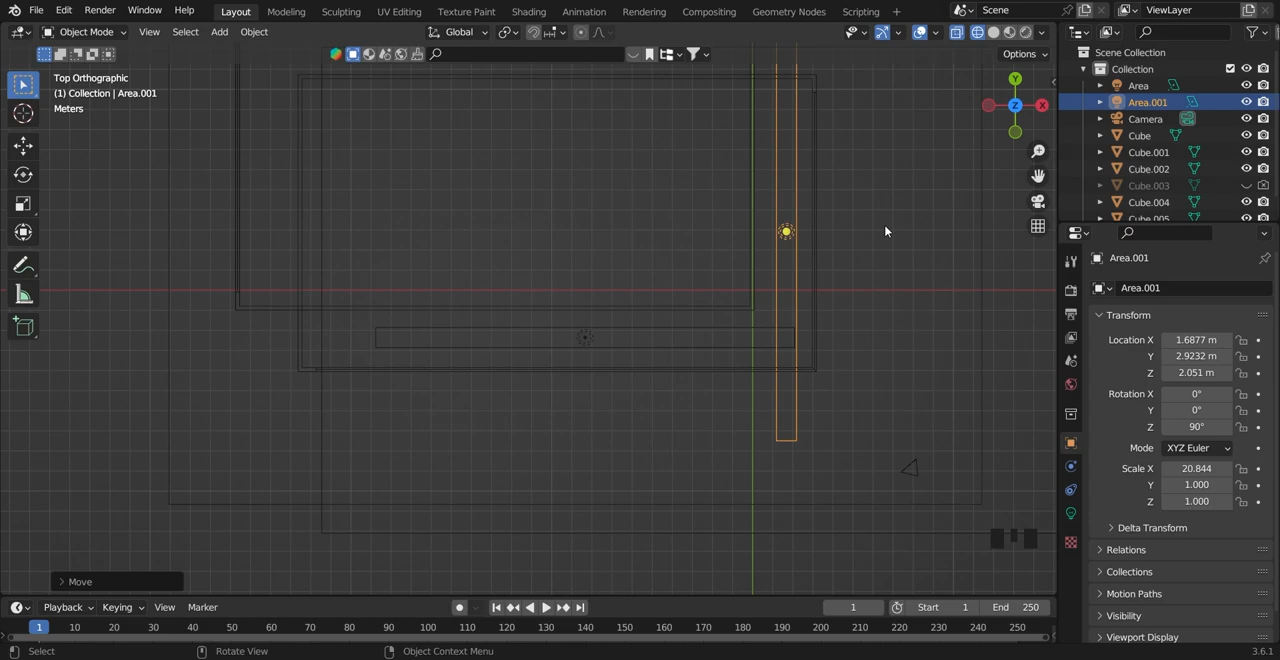 File Edit Render Window Help
Layout Modeling Sculpting UV Editing Texture Paint Shading Animation Rendering Compositing Geometry Nodes Scripting +
Scene
ViewLayer
Object Mode View Select Add Object
Global
Options
Top Orthographic
(1) Collection | Area.001
Meters
Y
Z
X
Move
Scene Collection
Collection
Area
Area.001
Camera
Cube
Cube.001
Cube.002
Cube.003
Cube.004
Cube.005
Area.001
Area.001
Transform
Location X 1.6877 m
Y 2.9232 m
Z 2.051 m
Rotation X 0°
Y 0°
Z 90°
Mode XYZ Euler
Scale X 20.844
Y 1.000
Z 1.000
Delta Transform
Relations
Collections
Motion Paths
Visibility
Viewport Display
Playback Keying View Marker
1 Start 1 End 250
1 10 20 30 40 50 60 70 80 90 100 110 120 130 140 150 160 170 180 190 200 210 220 230 240 250
Select Rotate View Object Context Menu 3.6.1